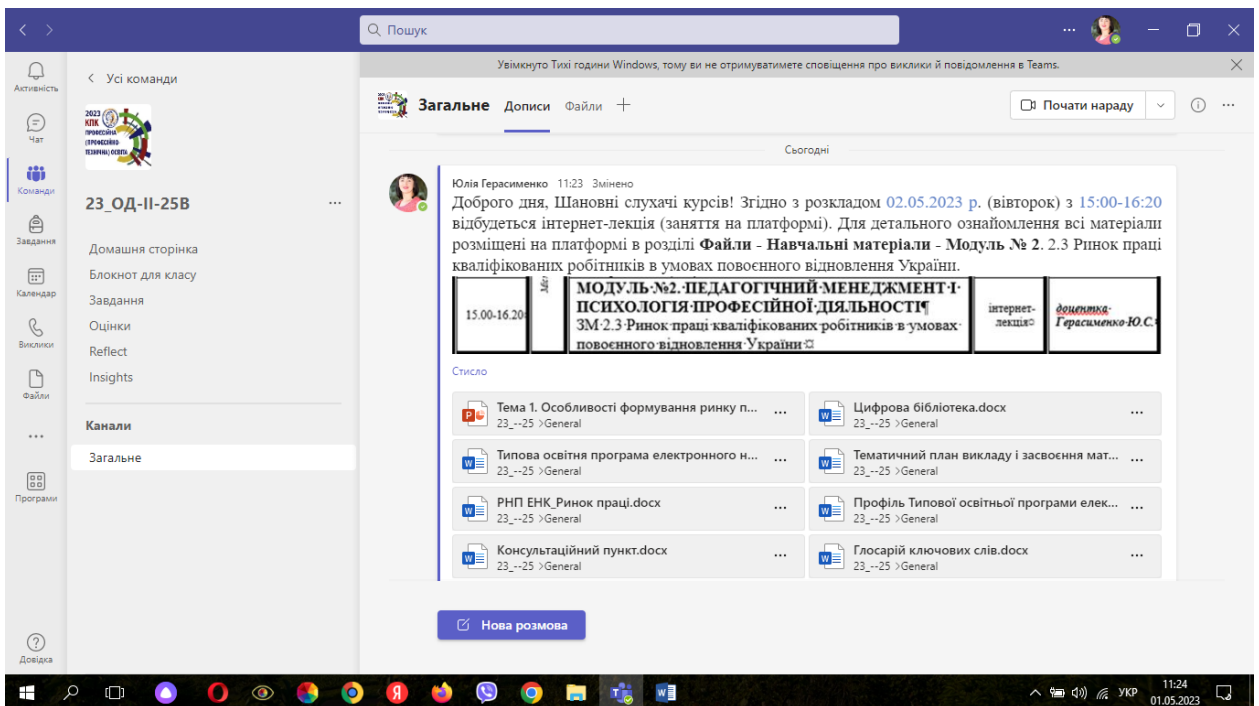 Пошук
Увімкнуто Тихі години Windows, тому ви не отримуватимете сповіщення про виклики й повідомлення в Teams.
Активність
Чат
Команди
Завдання
Календар
Виклики
Файли
Програми
Довідка
Усі команди
2023
КПК
ПРОФЕСІЙНА
(ПРОФЕСІЙНО-
ТЕХНІЧНА) ОСВІТА
23_ОД-ІІ-25В
Домашня сторінка
Блокнот для класу
Завдання
Оцінки
Reflect
Insights
Канали
Загальне
Загальне Дописи Файли
Почати нараду
Сьогодні
Юлія Герасименко 11:23 Змінено
Доброго дня, Шановні слухачі курсів! Згідно з розкладом 02.05.2023 р. (вівторок) з 15:00-16:20
відбудеться інтернет-лекція (заняття на платформі). Для детального ознайомлення всі матеріали
розміщені на платформі в розділі Файли - Навчальні матеріали - Модуль № 2. 2.3 Ринок праці
кваліфікованих робітників в умовах повоєнного відновлення України.
15.00-16.20
МОДУЛЬ·№2.·ПЕДАГОГІЧНИЙ·МЕНЕДЖМЕНТ·І·
ПСИХОЛОГІЯ·ПРОФЕСІЙНОЇ·ДІЯЛЬНОСТІ¶
ЗМ·2.3·Ринок·праці·кваліфікованих·робітників·в·умовах·
повоєнного·відновлення·України¤
інтернет-
лекція¤
доцентка·
Герасименко·Ю.С.
Стисло
Тема 1. Особливості формування ринку п...
23_--25 >General
Цифрова бібліотека.docx
23_--25 >General
Типова освітня програма електронного н...
23_--25 >General
Тематичний план викладу і засвоєння мат...
23_--25 >General
РНП ЕНК_Ринок праці.docx
23_--25 >General
Профіль Типової освітньої програми елек...
23_--25 >General
Консультаційний пункт.docx
23_--25 >General
Глосарій ключових слів.docx
23_--25 >General
Нова розмова
УКР
11:24
01.05.2023